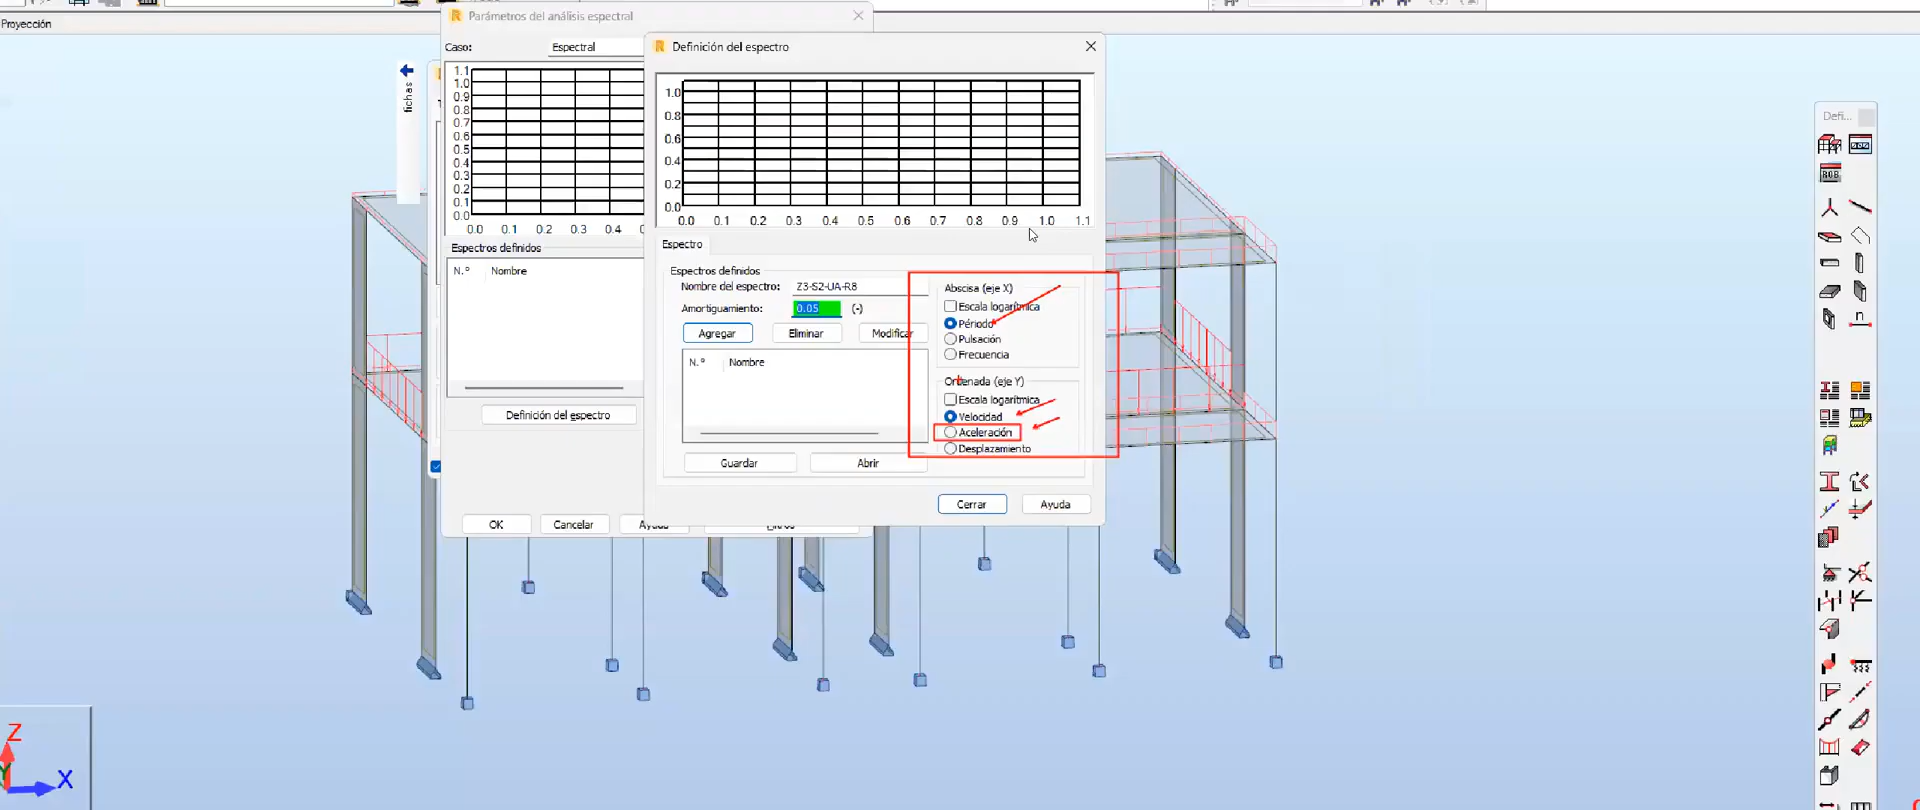 Proyección
Parámetros del análisis espectral
Caso:
Espectral
fichas
1.1
1.0
0.9
0.8
0.7
0.6
0.5
0.4
0.3
0.2
0.1
0.0
0.0 0.1 0.2 0.3 0.4
Espectros definidos
N.º Nombre
Definición del espectro
OK
Cancelar
Ayuda
Definición del espectro
1.0
0.8
0.6
0.4
0.2
0.0
0.0 0.1 0.2 0.3 0.4 0.5 0.6 0.7 0.8 0.9 1.0 1.1
Espectro
Espectros definidos
Nombre del espectro: Z3-S2-UA-R8
Amortiguamiento: 0.05 (-)
Agregar Eliminar Modificar
N.º Nombre
Guardar Abrir
Abscisa (eje X)
Escala logarítmica
Período
Pulsación
Frecuencia
Ordenada (eje Y)
Escala logarítmica
Velocidad
Aceleración
Desplazamiento
Cerrar Ayuda
Defi...
Z
X